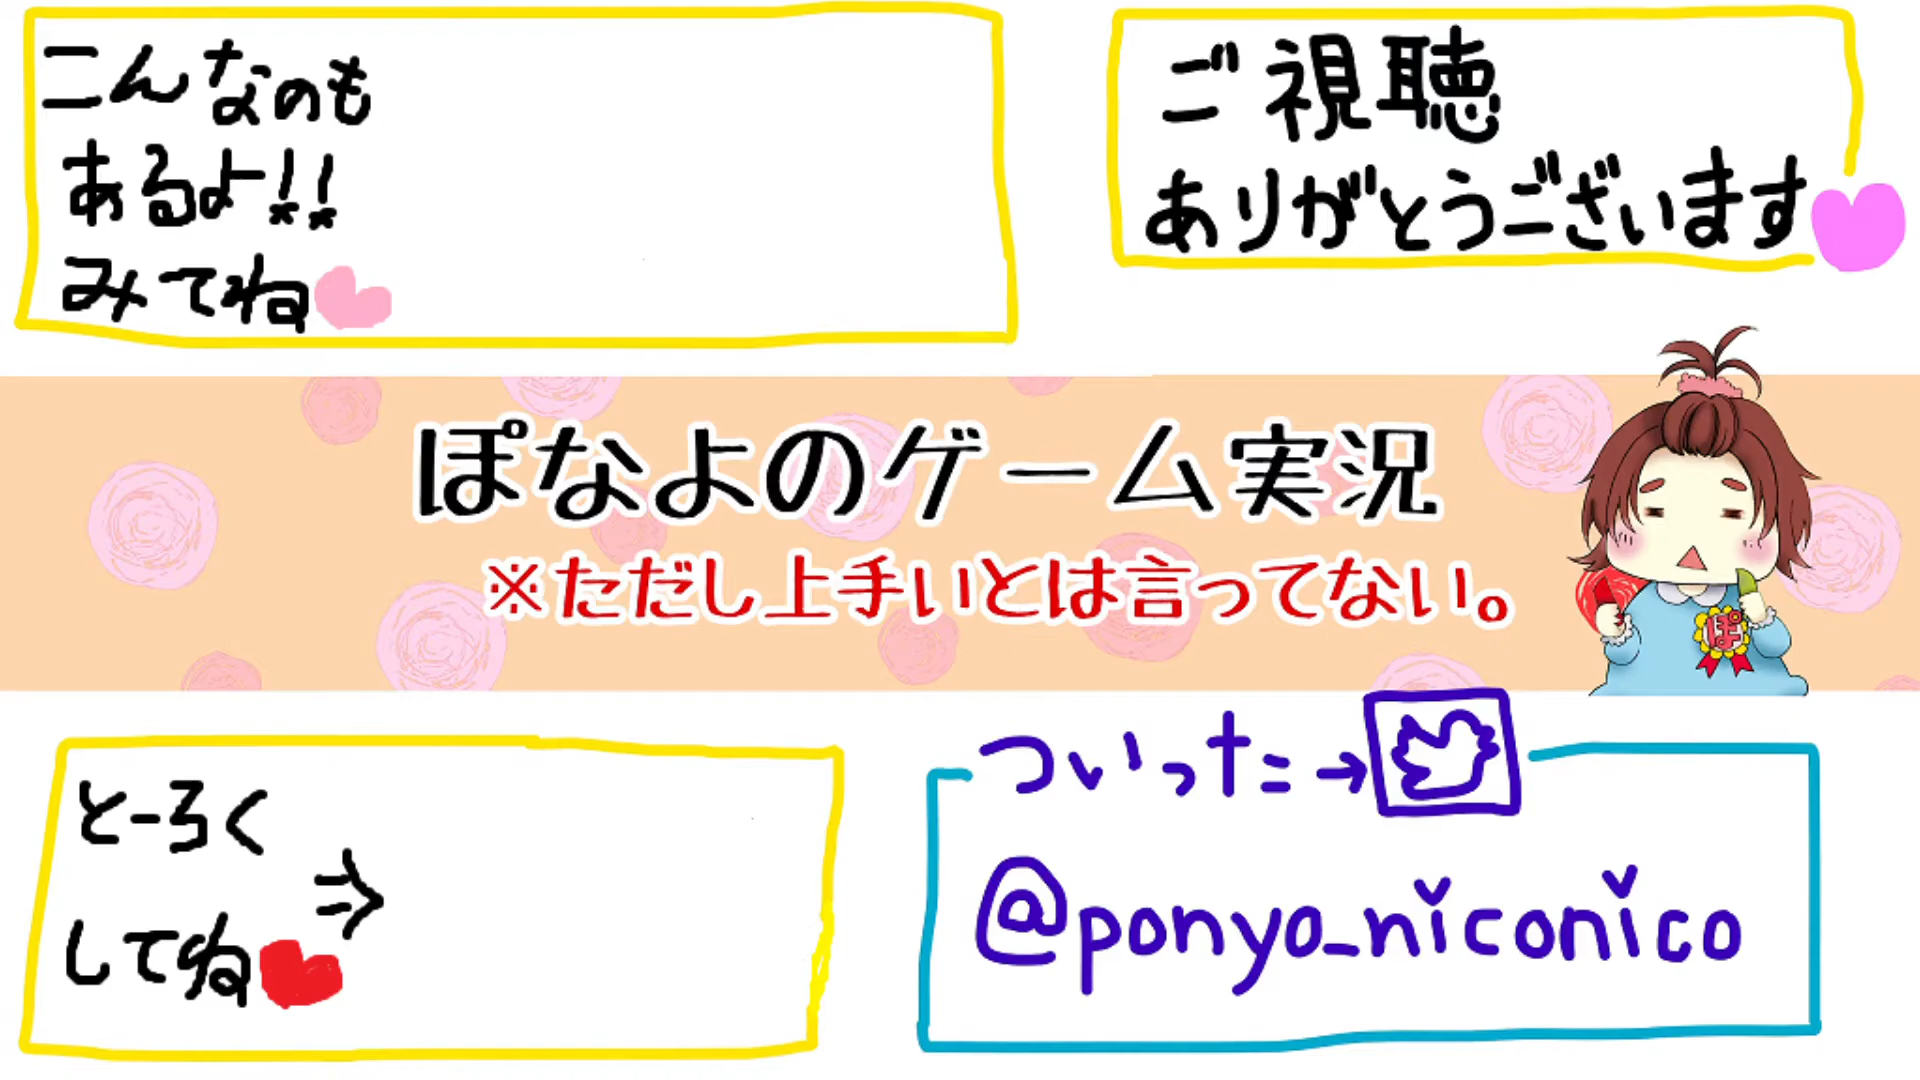 こんなのも
あるよ!!
みてね
ご視聴
ありがとうございます
ぽなよのゲーム実況
※ただし上手いとは言ってない。
ぽ
とーろく
してね
ついった→
@ponyo_niconico